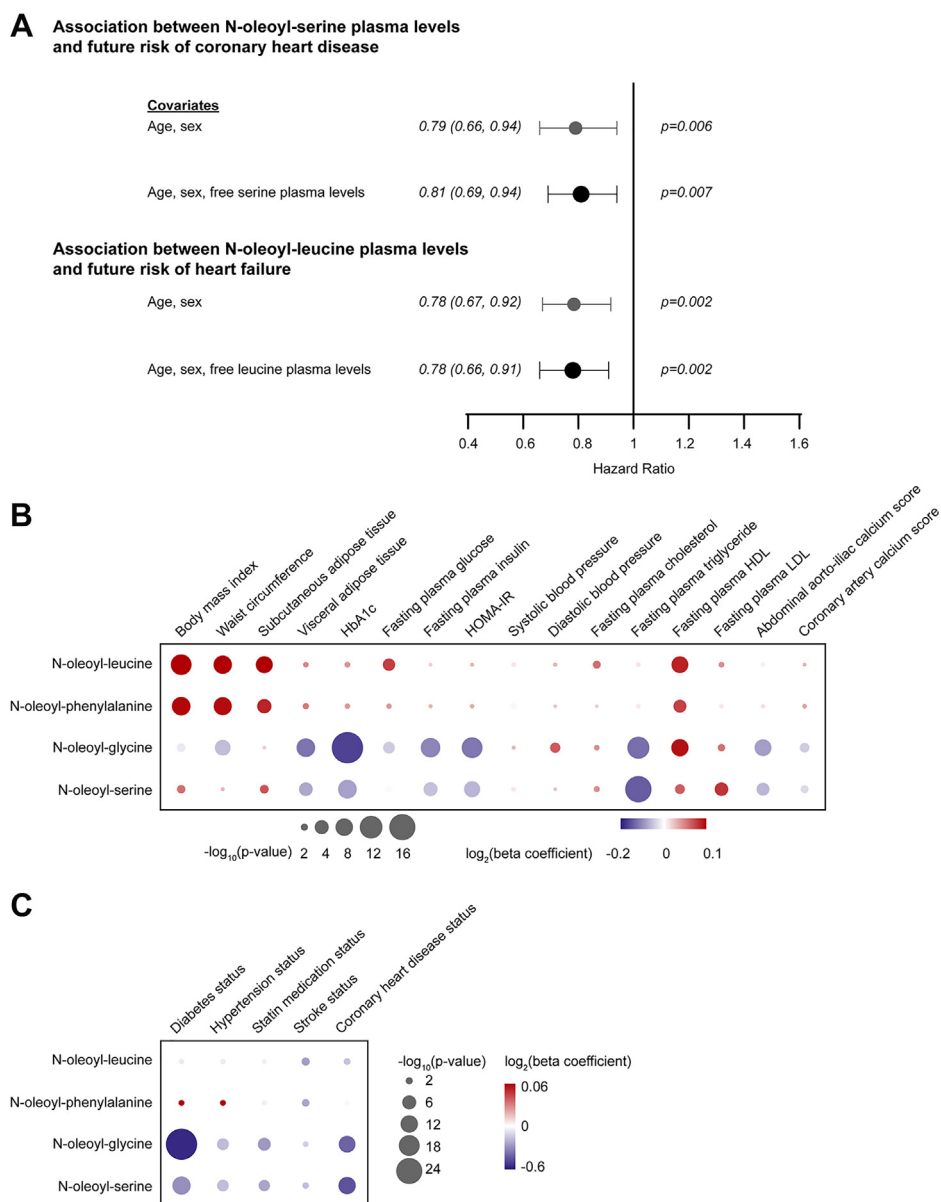 A
Association between N-oleoyl-serine plasma levels
and future risk of coronary heart disease
Covariates
Age, sex 0.79 (0.66, 0.94) p=0.006
Age, sex, free serine plasma levels 0.81 (0.69, 0.94) p=0.007
Association between N-oleoyl-leucine plasma levels
and future risk of heart failure
Age, sex 0.78 (0.67, 0.92) p=0.002
Age, sex, free leucine plasma levels 0.78 (0.66, 0.91) p=0.002
0.4 0.6 0.8 1 1.2 1.4 1.6
Hazard Ratio
B
Body mass index
Waist circumference
Subcutaneous adipose tissue
Visceral adipose tissue
HbA1c
Fasting plasma glucose
Fasting plasma insulin
HOMA-IR
Systolic blood pressure
Diastolic blood pressure
Fasting plasma cholesterol
Fasting plasma triglyceride
Fasting plasma HDL
Fasting plasma LDL
Abdominal aorto-iliac calcium score
Coronary artery calcium score
N-oleoyl-leucine
N-oleoyl-phenylalanine
N-oleoyl-glycine
N-oleoyl-serine
-log10(p-value) 2 4 8 12 16
log2(beta coefficient) -0.2 0 0.1
C
Diabetes status
Hypertension status
Statin medication status
Stroke status
Coronary heart disease status
N-oleoyl-leucine
N-oleoyl-phenylalanine
N-oleoyl-glycine
N-oleoyl-serine
-log10(p-value)
2
6
12
18
24
log2(beta coefficient)
0.06
0
-0.6